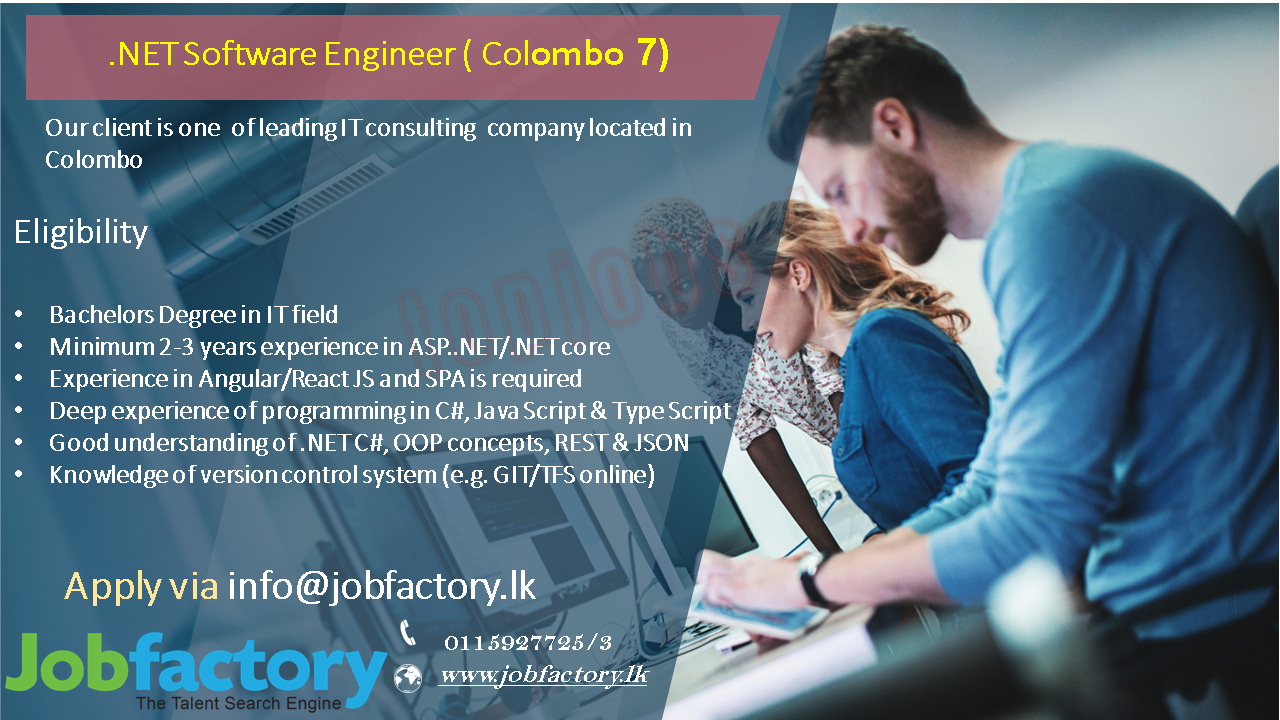 .NET Software Engineer ( Colombo 7)
Our client is one of leading IT consulting company located in
Colombo
Eligibility
• Bachelors Degree in IT field
• Minimum 2-3 years experience in ASP..NET/.NET core
• Experience in Angular/React JS and SPA is required
• Deep experience of programming in C#, Java Script & Type Script
• Good understanding of .NET C#, OOP concepts, REST & JSON
• Knowledge of version control system (e.g. GIT/TFS online)
Apply via info@jobfactory.lk
Jobfactory
The Talent Search Engine
0115927725/3
www.jobfactory.lk